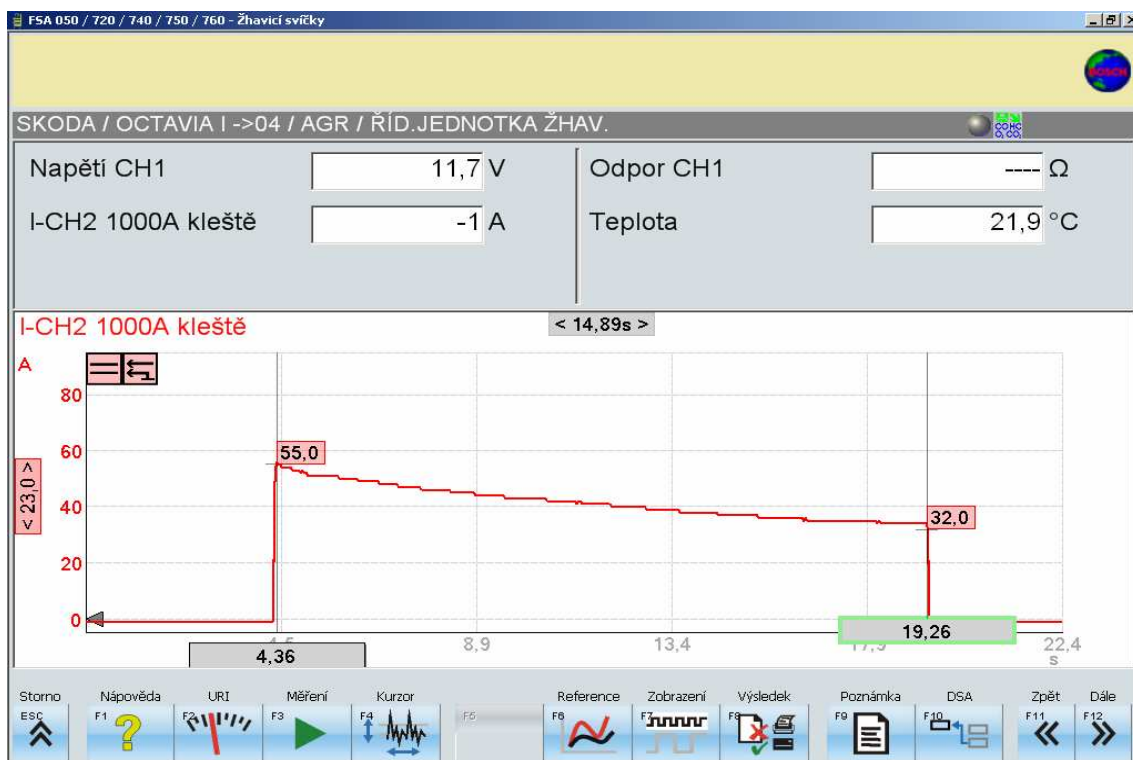 FSA 050 / 720 / 740 / 750 / 760 - Žhavicí svíčky
BOSCH
SKODA / OCTAVIA I ->04 / AGR / ŘÍD.JEDNOTKA ŽHAV.
Napětí CH1 11,7 V Odpor CH1 ---- Ω
I-CH2 1000A kleště -1 A Teplota 21,9 °C
I-CH2 1000A kleště < 14,89s >
A
80
60
55,0
< 23,0 >
40
32,0
20
0
19,26
4,36 8,9 13,4 22,4
s
Storno Nápověda URI Měření Kurzor Reference Zobrazení Výsledek Poznámka DSA Zpět Dále
ESC F1 F2 F3 F4 F5 F6 F7 F8 F9 F10 F11 F12